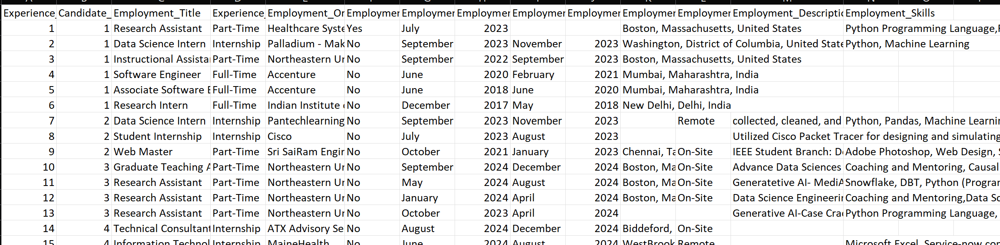 Experience_ Candidate_ Employment_Title Experience_ Employment_Or Employmer Employmer Employmer Employmer Employmer Employmer Employmer Employment_Descriptio Employment_Skills
1 1 Research Assistant Part-Time Healthcare Syste Yes July 2023 Boston, Massachusetts, United States Python Programming Language,
2 1 Data Science Intern Internship Palladium - Mak No September 2023 November 2023 Washington, District of Columbia, United State Python, Machine Learning
3 1 Instructional Assista Part-Time Northeastern Ur No September 2022 September 2023 Boston, Massachusetts, United States
4 1 Software Engineer Full-Time Accenture No June 2020 February 2021 Mumbai, Maharashtra, India
5 1 Associate Software E Full-Time Accenture No June 2018 June 2020 Mumbai, Maharashtra, India
6 1 Research Intern Full-Time Indian Institute No December 2017 May 2018 New Delhi, Delhi, India
7 2 Data Science Intern Internship Pantechlearning No September 2023 November 2023 Remote collected, cleaned, and Python, Pandas, Machine Learnin
8 2 Student Internship Internship Cisco No July 2023 August 2023 Utilized Cisco Packet Tracer for designing and simulating
9 2 Web Master Part-Time Sri SaiRam Engir No October 2021 January 2023 Chennai, Ta On-Site IEEE Student Branch: De Adobe Photoshop, Web Design, S
10 3 Graduate Teaching A Part-Time Northeastern Ur No September 2024 December 2024 Boston, Ma On-Site Advance Data Sciences Coaching and Mentoring, Causal
11 3 Research Assistant Part-Time Northeastern Ur No May 2024 August 2024 Boston, Ma On-Site Generatetive AI- MediA Snowflake, DBT, Python (Prograr
12 3 Research Assistant Part-Time Northeastern Ur No January 2024 April 2024 Boston, Ma On-Site Data Science Engineerin Coaching and Mentoring,Data Sc
13 3 Research Assistant Part-Time Northeastern Ur No October 2023 April 2024 Generative AI-Case Crac Python Programming Language,
14 4 Technical Consultant Internship ATX Advisory Se No August 2024 December 2024 Biddeford, On-Site
15 4 Information Technol Internship MaineHealth No June 2024 August 2024 WestBrook Remote Microsoft Excel, Service-now.con